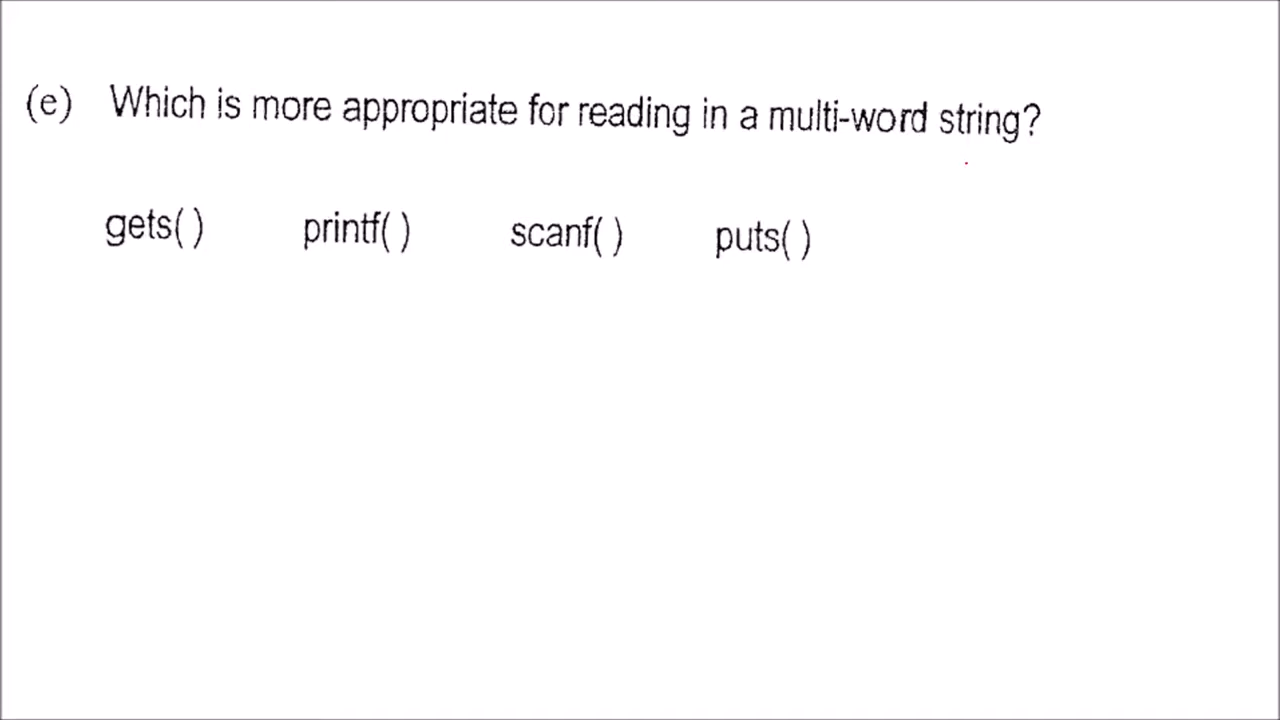 (e) Which is more appropriate for reading in a multi-word string?
gets( ) printf( ) scanf( ) puts( )